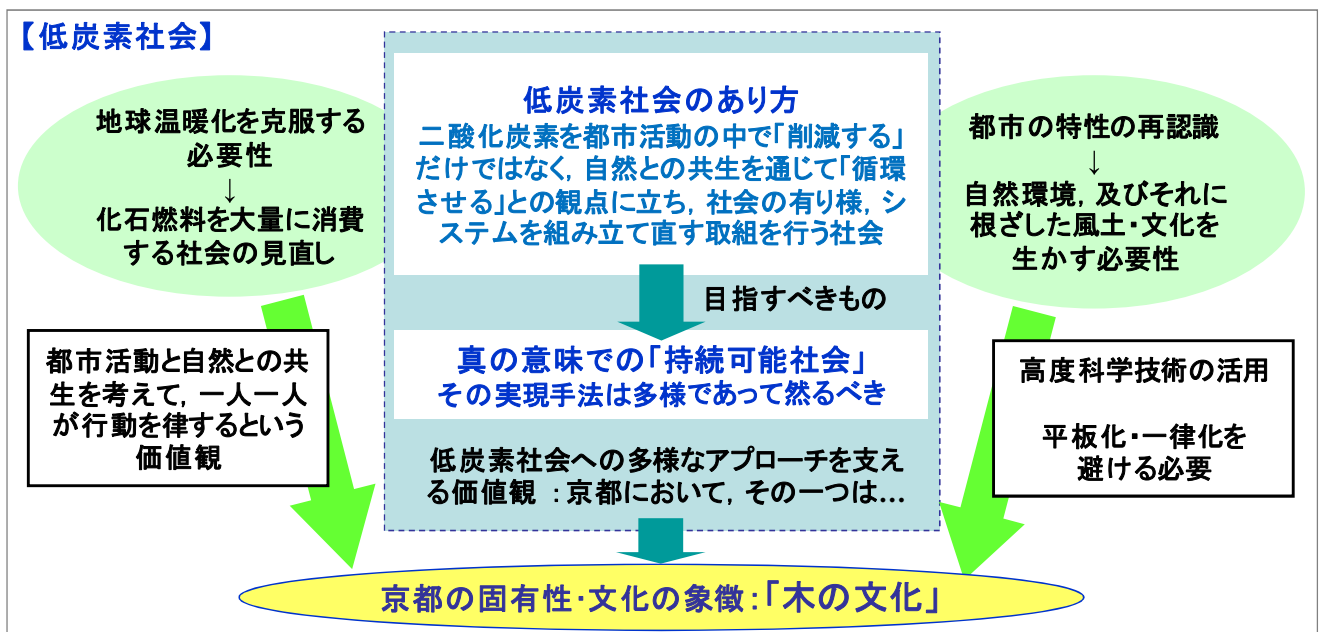 【低炭素社会】
地球温暖化を克服する
必要性
↓
化石燃料を大量に消費
する社会の見直し
低炭素社会のあり方
二酸化炭素を都市活動の中で「削減する」
だけではなく，自然との共生を通じて「循環
させる」との観点に立ち，社会の有り様，シ
ステムを組み立て直す取組を行う社会
都市の特性の再認識
↓
自然環境，及びそれに
根ざした風土・文化を
生かす必要性
目指すべきもの
都市活動と自然との共
生を考えて，一人一人
が行動を律するという
価値観
真の意味での「持続可能社会」
その実現手法は多様であって然るべき
高度科学技術の活用
平板化・一律化を
避ける必要
低炭素社会への多様なアプローチを支え
る価値観 ：京都において，その一つは…
京都の固有性・文化の象徴：「木の文化」